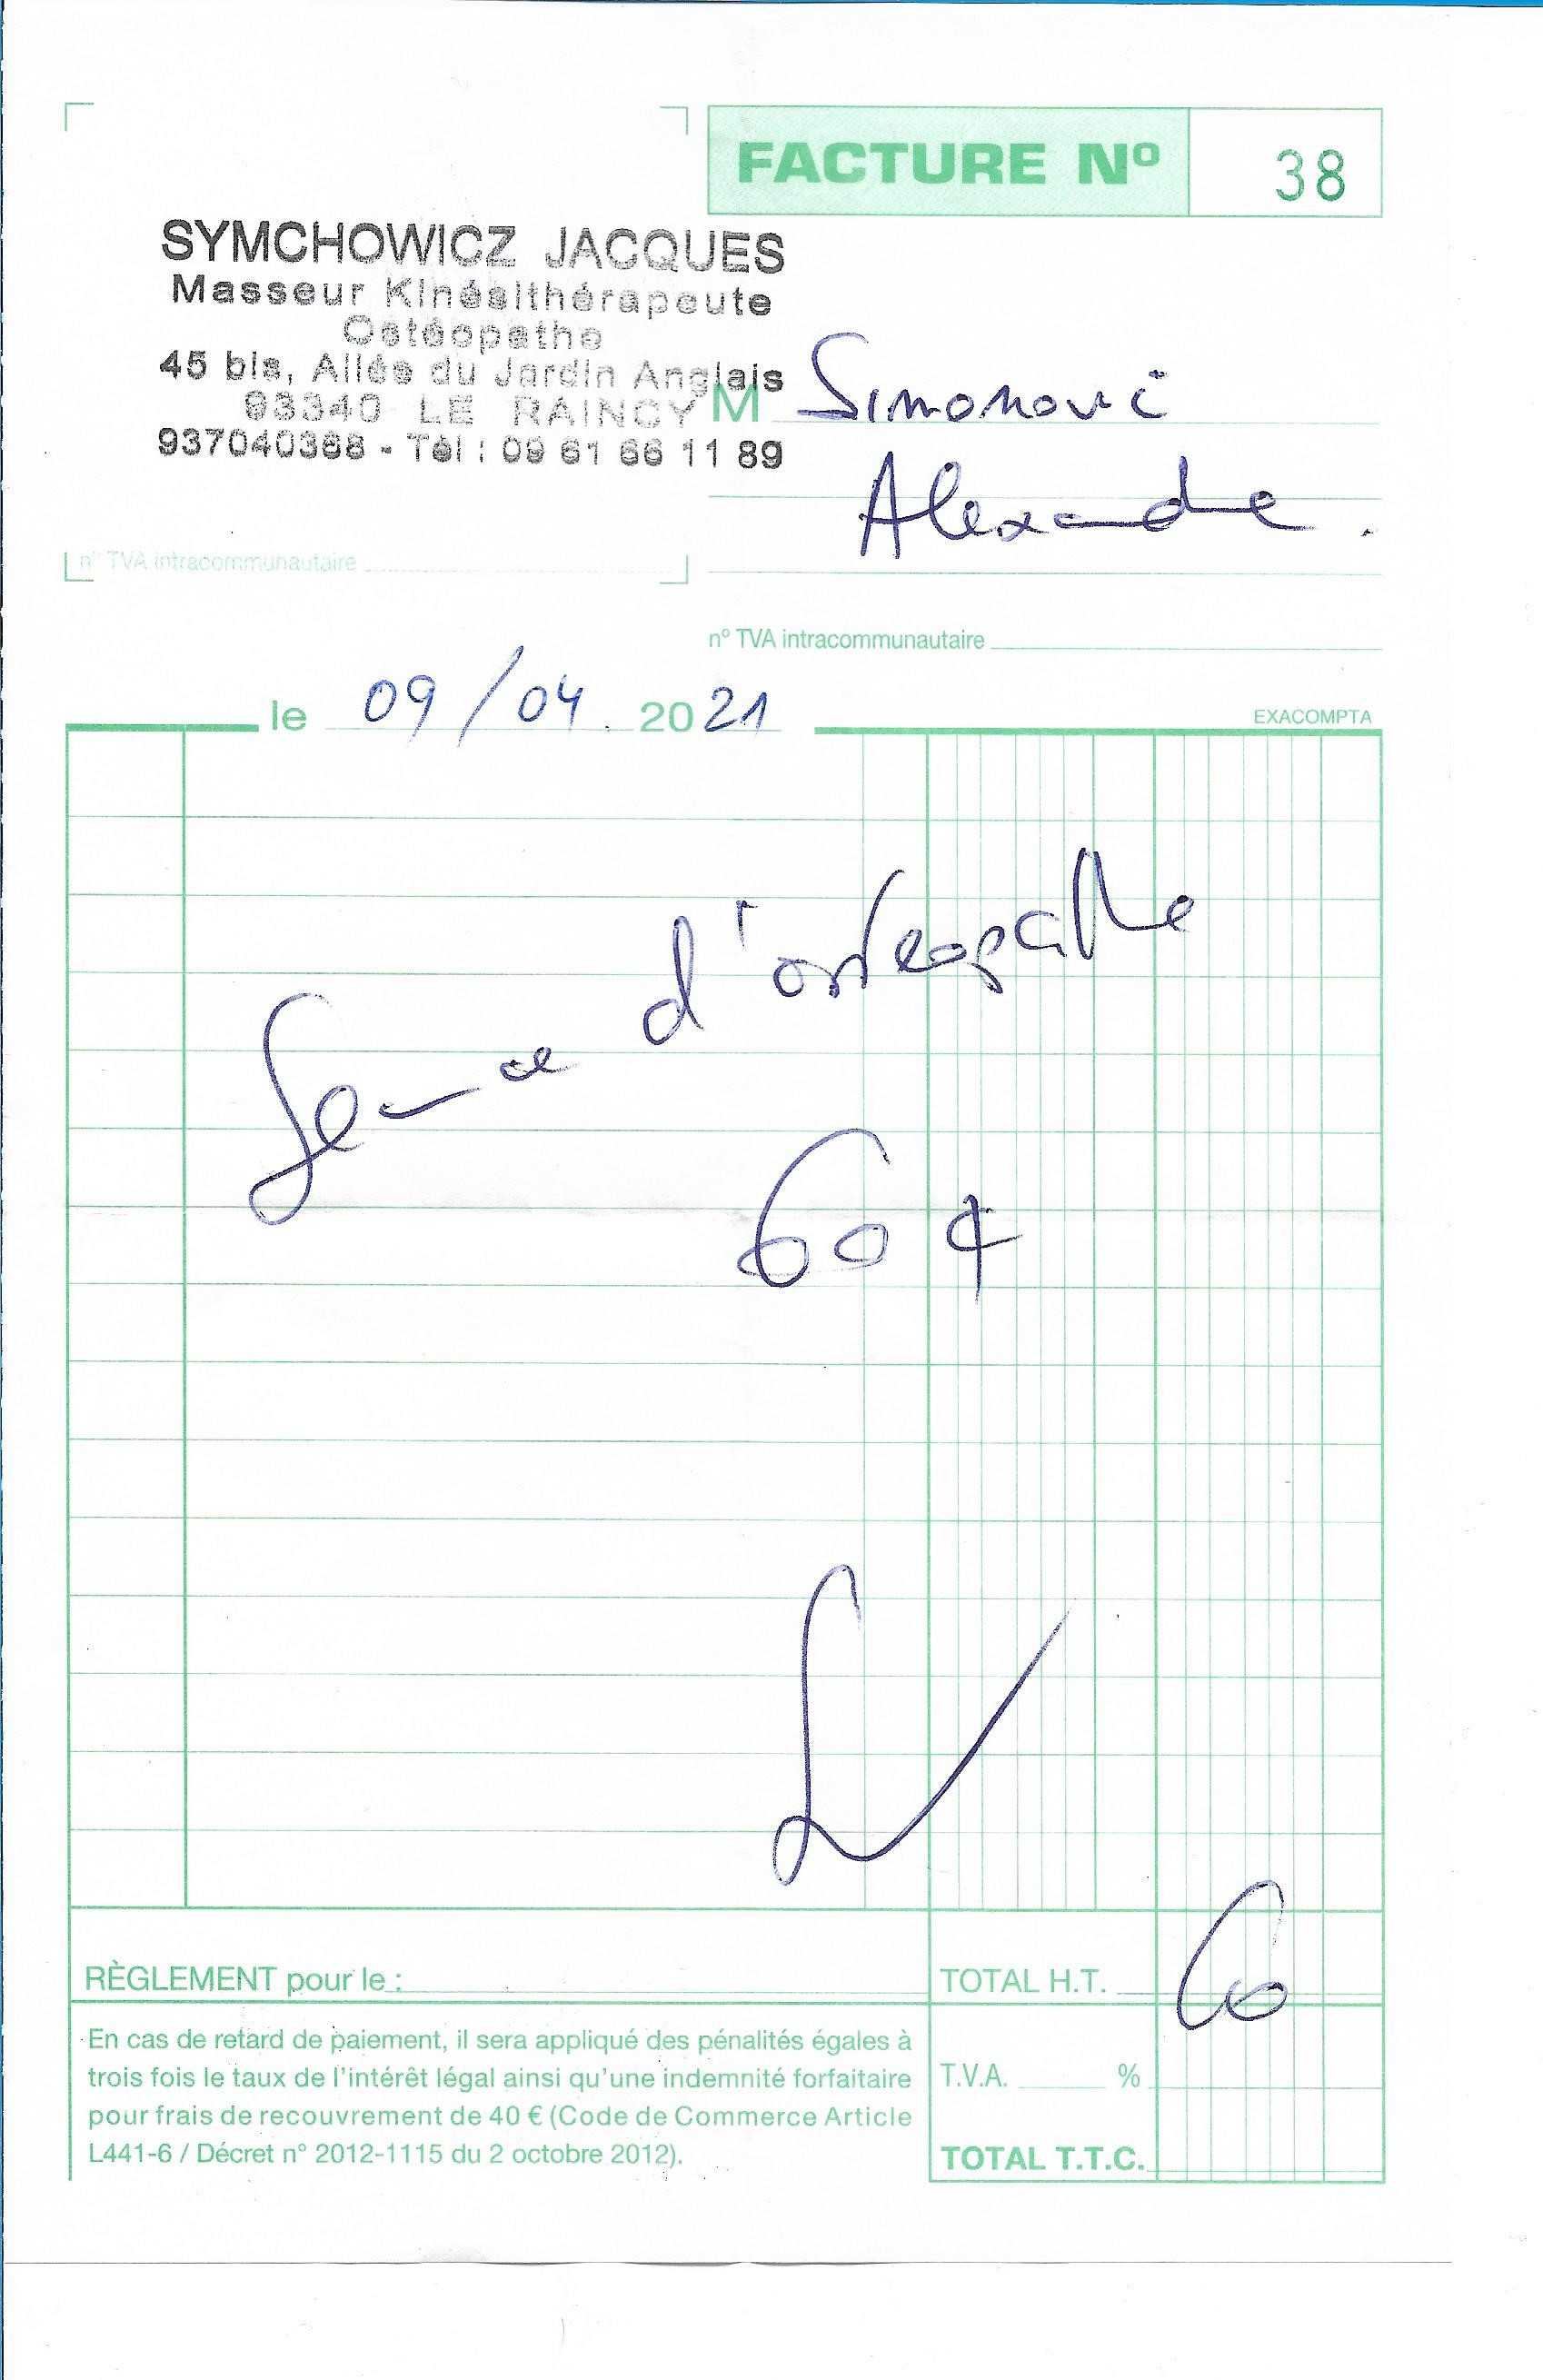 FACTURE Nº 38
SYMCHOWICZ JACQUES
Masseur Kinésithérapeute
Ostéopathe
45 bis, Allée du Jardin Anglais
93340 LE RAINCY
937040368 - Tél : 09 61 66 11 89
M Simonovic
Alexandre.
n° TVA intracommunautaire
n° TVA intracommunautaire
le 09/04.2021
EXACOMPTA
Seance d'osteopathie
60 €
RÈGLEMENT pour le :
TOTAL H.T. 60
En cas de retard de paiement, il sera appliqué des pénalités égales à
trois fois le taux de l'intérêt légal ainsi qu'une indemnité forfaitaire
pour frais de recouvrement de 40 € (Code de Commerce Article
L441-6 / Décret n° 2012-1115 du 2 octobre 2012).
T.V.A. %
TOTAL T.T.C.